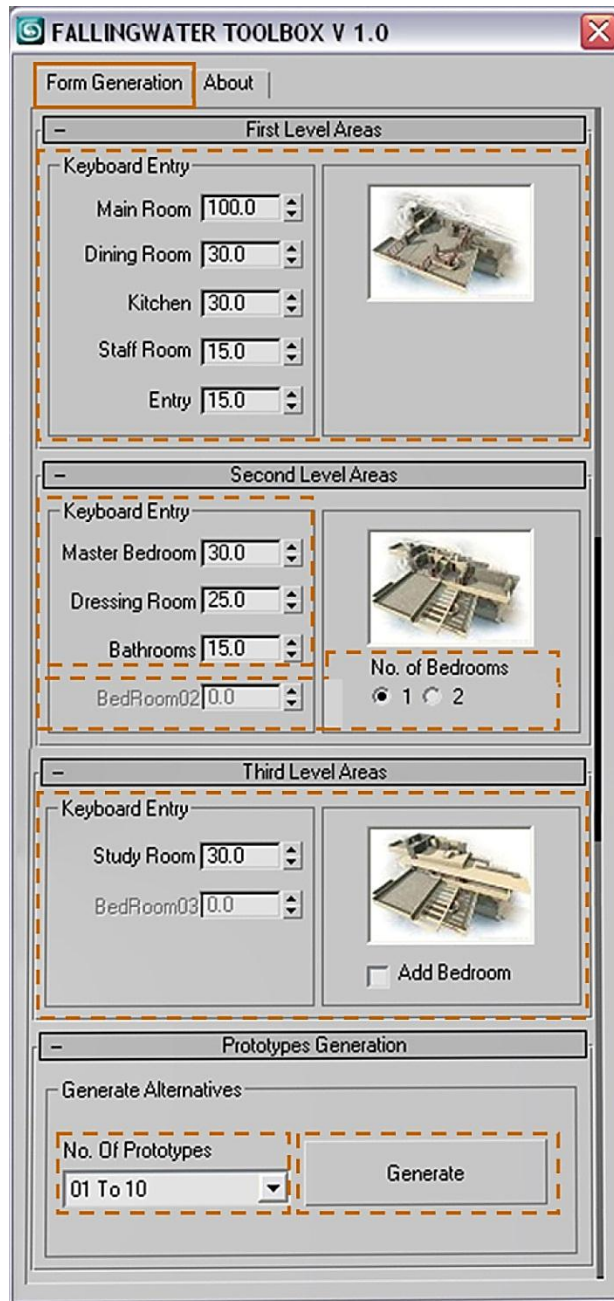 FALLINGWATER TOOLBOX V 1.0
Form Generation About
First Level Areas
Keyboard Entry
Main Room 100.0
Dining Room 30.0
Kitchen 30.0
Staff Room 15.0
Entry 15.0
Second Level Areas
Keyboard Entry
Master Bedroom 30.0
Dressing Room 25.0
Bathrooms 15.0
BedRoom02 0.0
No. of Bedrooms
1 2
Third Level Areas
Keyboard Entry
Study Room 30.0
BedRoom03 0.0
Add Bedroom
Prototypes Generation
Generate Alternatives
No. Of Prototypes
01 To 10
Generate